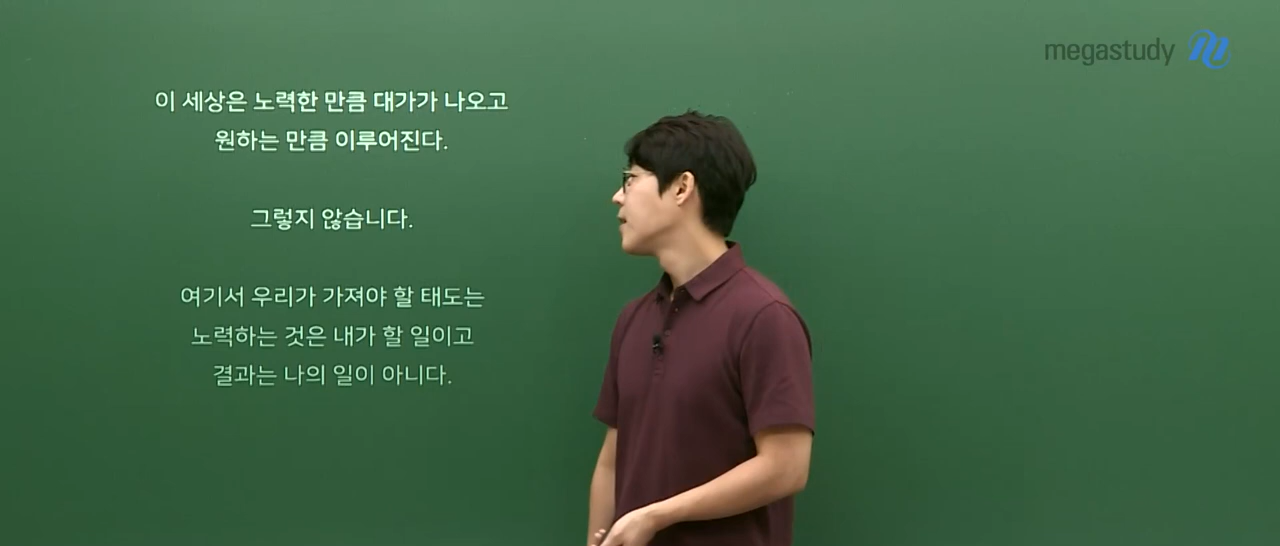 megastudy
이 세상은 노력한 만큼 대가가 나오고
원하는 만큼 이루어진다.
그렇지 않습니다.
여기서 우리가 가져야 할 태도는
노력하는 것은 내가 할 일이고
결과는 나의 일이 아니다.